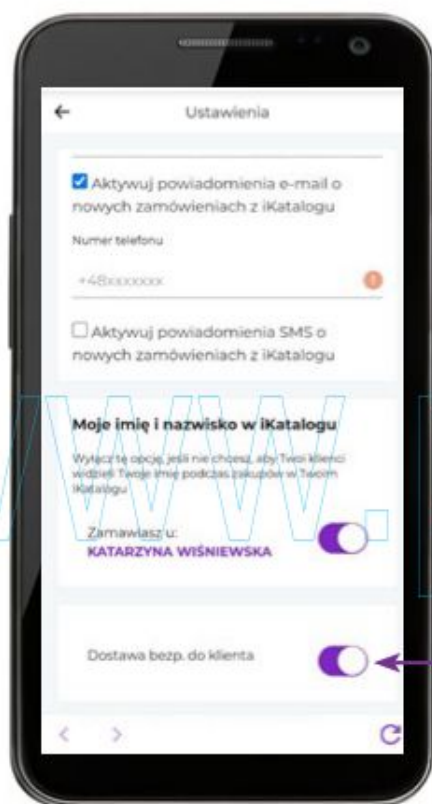 Ustawienia
Aktywuj powiadomienia e-mail o
nowych zamówieniach z iKatalogu
Numer telefonu
+48xxxxxxx
Aktywuj powiadomienia SMS o
nowych zamówieniach z iKatalogu
Moje imię i nazwisko w iKatalogu
Wyłącz tę opcję, jeśli nie chcesz, aby Twoi klienci
widzieli Twoje imię podczas zakupów w Twoim
iKatalogu
Zamawiasz u:
KATARZYNA WIŚNIEWSKA
Dostawa bezp. do klienta